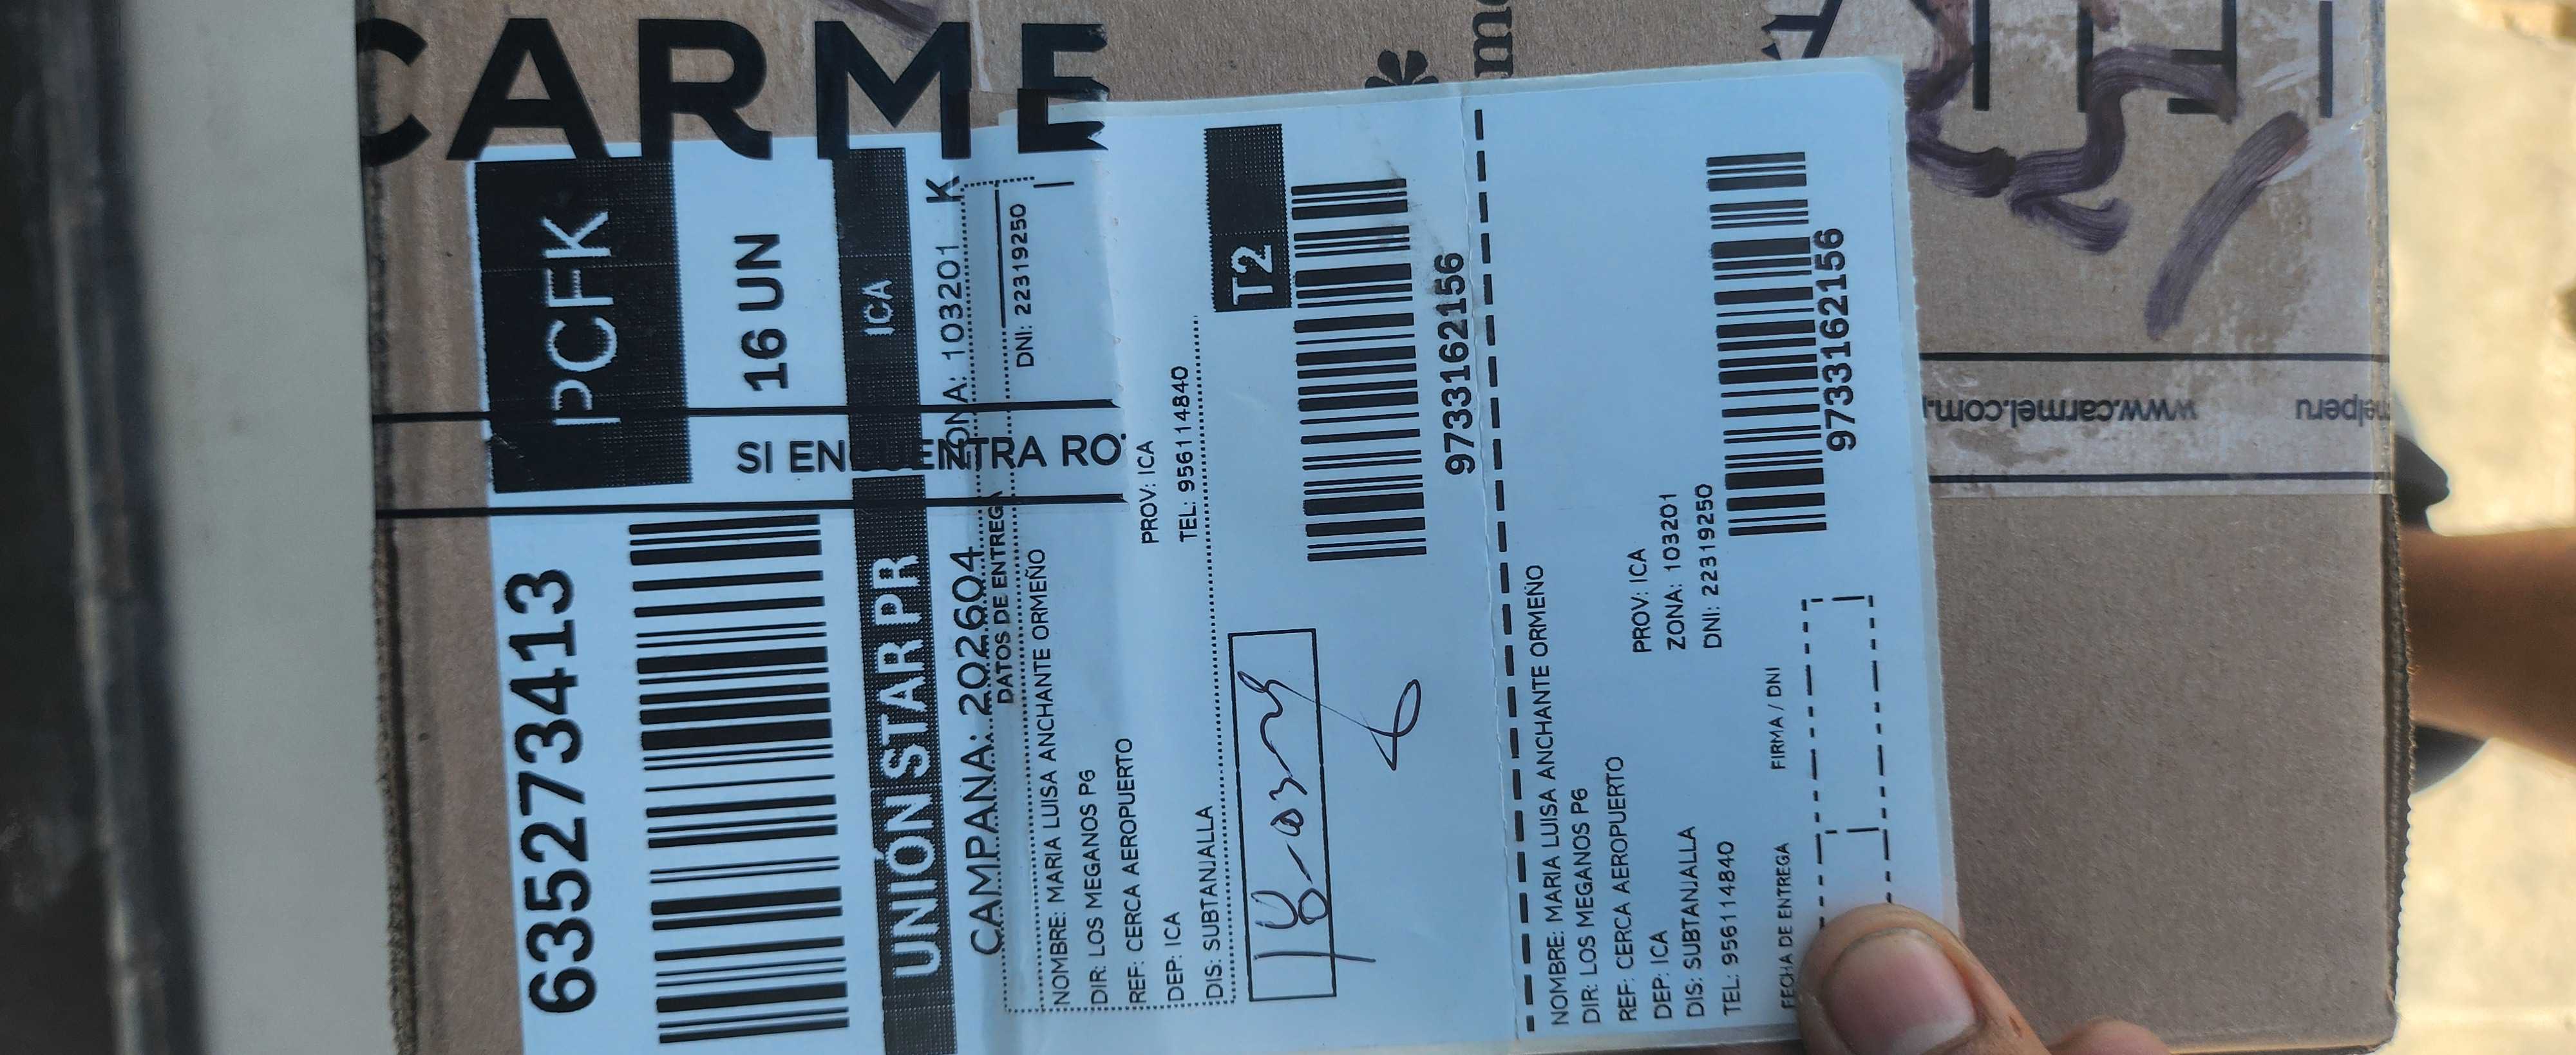 CARME
PCFK
6352734413
16 UN
SI ENCUENTRA RO
UNIÓN STAR PR ICA
CAMPAÑA: 202604 ZONA: 103201 K
DATOS DE ENTREGA
NOMBRE: MARIA LUISA ANCHANTE ORMEÑO DNI: 22319250
DIR: LOS MEGANOS P6
REF: CERCA AEROPUERTO
DEP: ICA PROV: ICA
DIS: SUBTANJALLA TEL: 956114840
T2
9733162156
NOMBRE: MARIA LUISA ANCHANTE ORMEÑO
DIR: LOS MEGANOS P6
REF: CERCA AEROPUERTO
DEP: ICA PROV: ICA
DIS: SUBTANJALLA ZONA: 103201
TEL: 956114840 DNI: 22319250
FECHA DE ENTREGA FIRMA / DNI
9733162156
www.carmel.com.
elperu